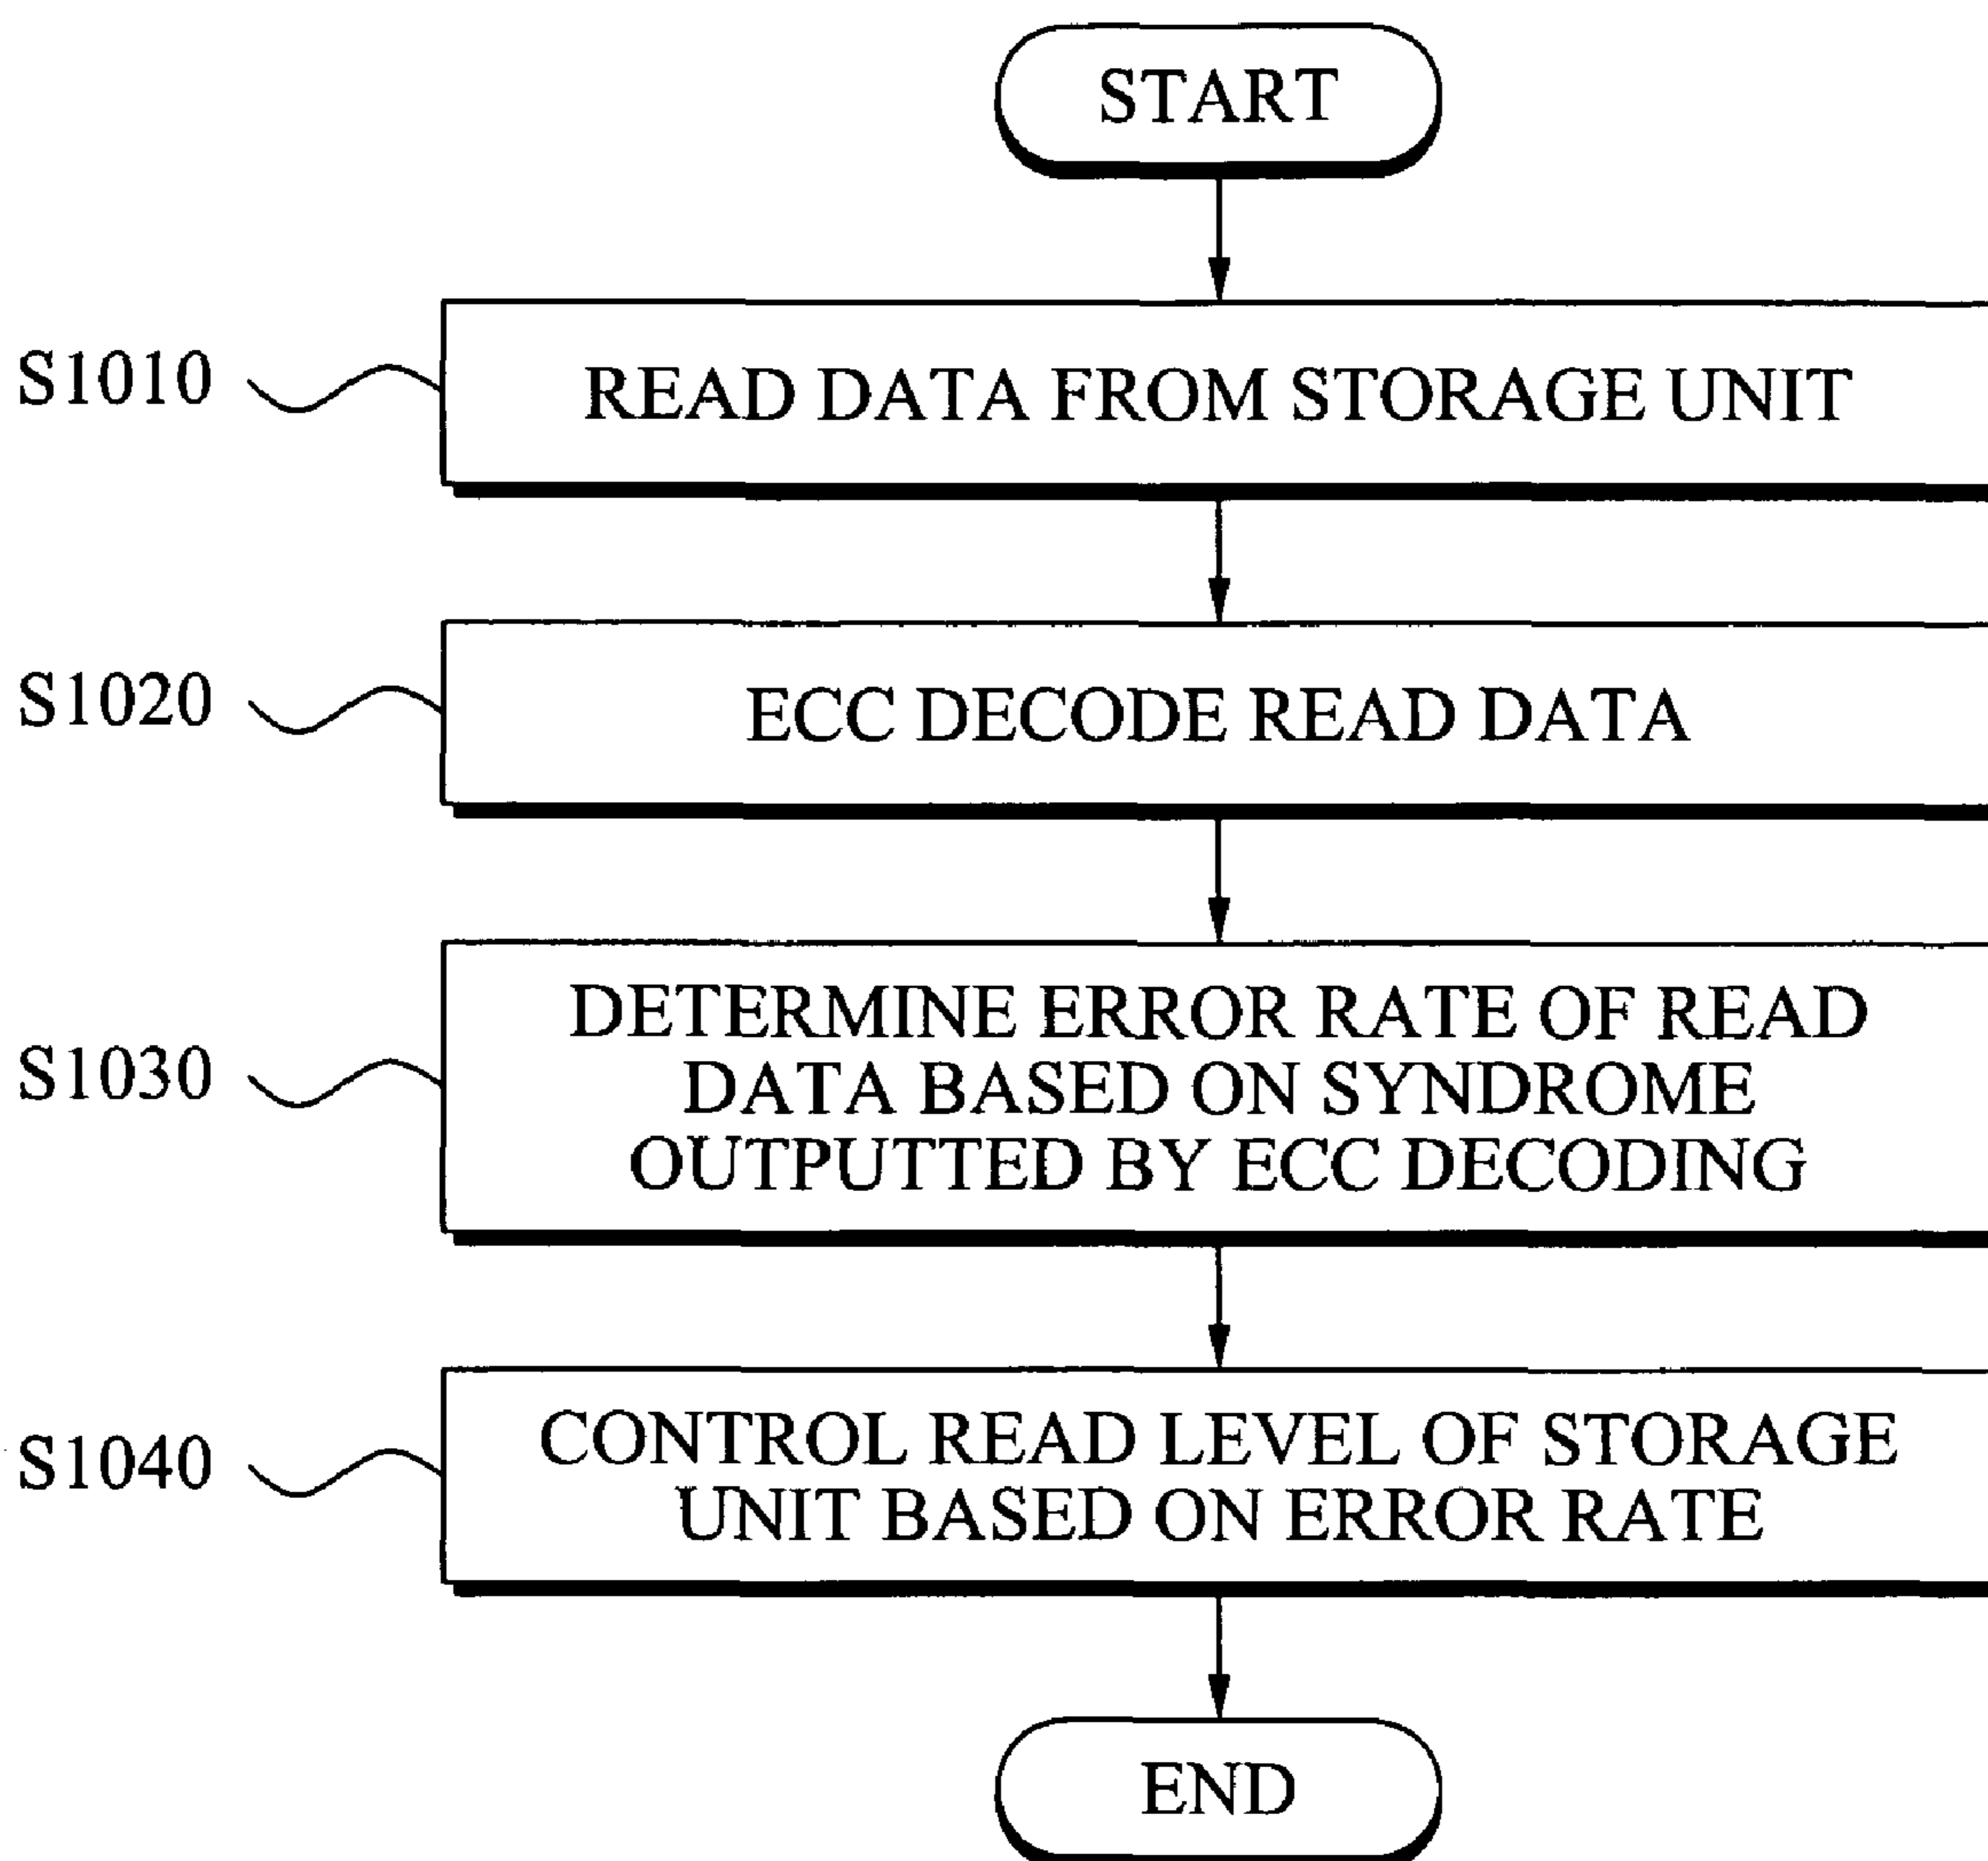 START
S1010
READ DATA FROM STORAGE UNIT
S1020
ECC DECODE READ DATA
S1030
DETERMINE ERROR RATE OF READ
DATA BASED ON SYNDROME
OUTPUTTED BY ECC DECODING
S1040
CONTROL READ LEVEL OF STORAGE
UNIT BASED ON ERROR RATE
END